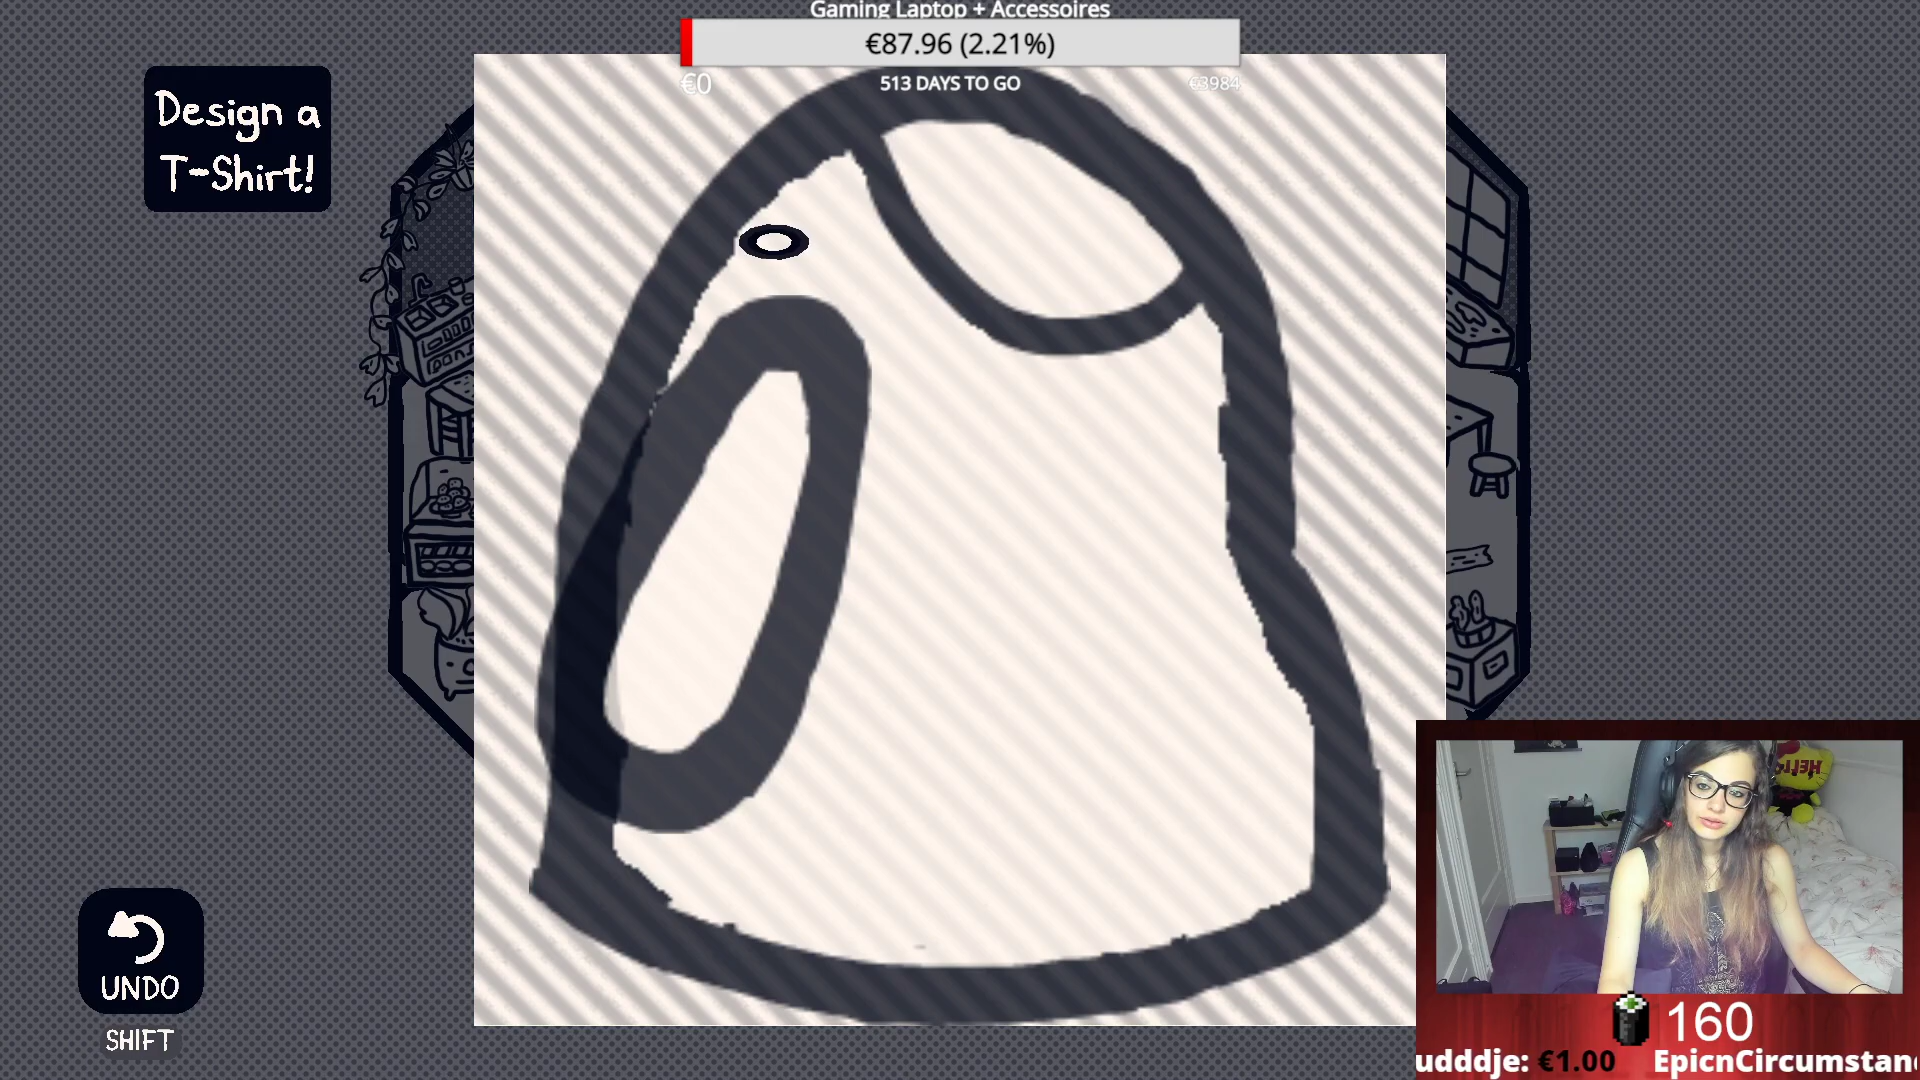 Gaming Laptop + Accessoires
€87.96 (2.21%)
€0
513 DAYS TO GO
€3984
Design a
T-Shirt!
UNDO
SHIFT
160
udddje: €1.00 EpicnCircumstan